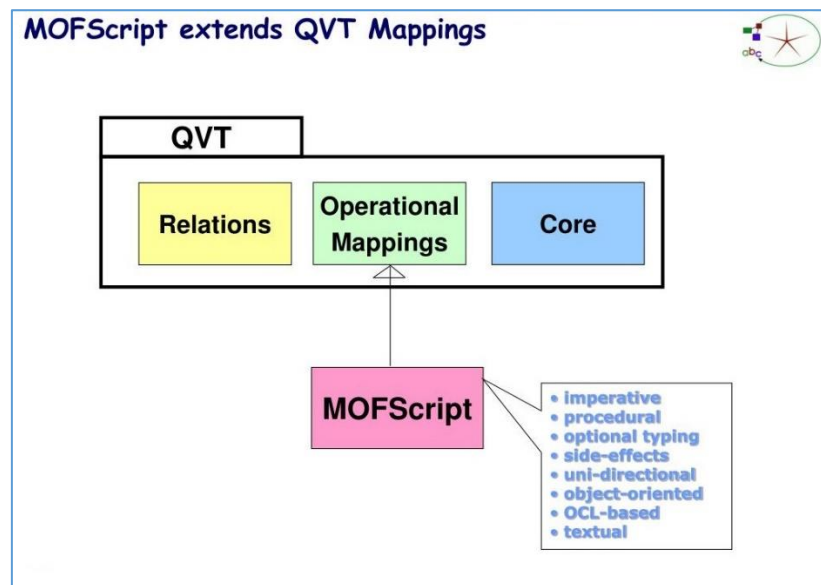 MOFScript extends QVT Mappings
abc
QVT
Relations
Operational
Mappings
Core
MOFScript
• imperative
• procedural
• optional typing
• side-effects
• uni-directional
• object-oriented
• OCL-based
• textual